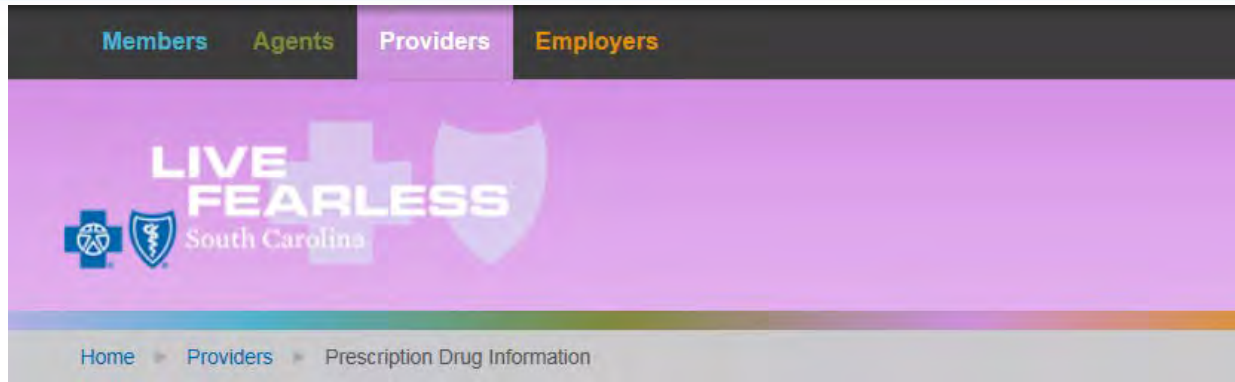 Members Agents Providers Employers
LIVE
FEARLESS
South Carolina
Home Providers Prescription Drug Information